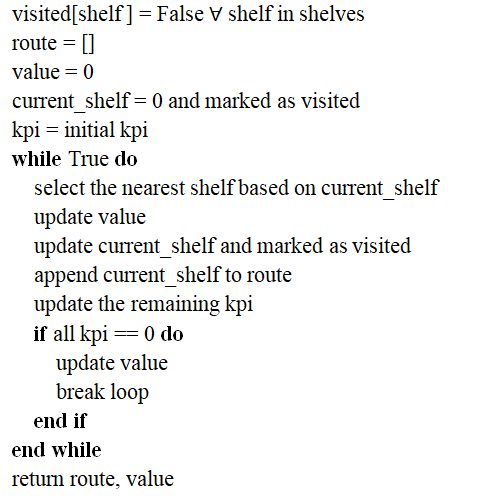 visited[shelf] = False ∀ shelf in shelves
route = []
value = 0
current_shelf = 0 and marked as visited
kpi = initial kpi
while True do
select the nearest shelf based on current_shelf
update value
update current_shelf and marked as visited
append current_shelf to route
update the remaining kpi
if all kpi == 0 do
update value
break loop
end if
end while
return route, value